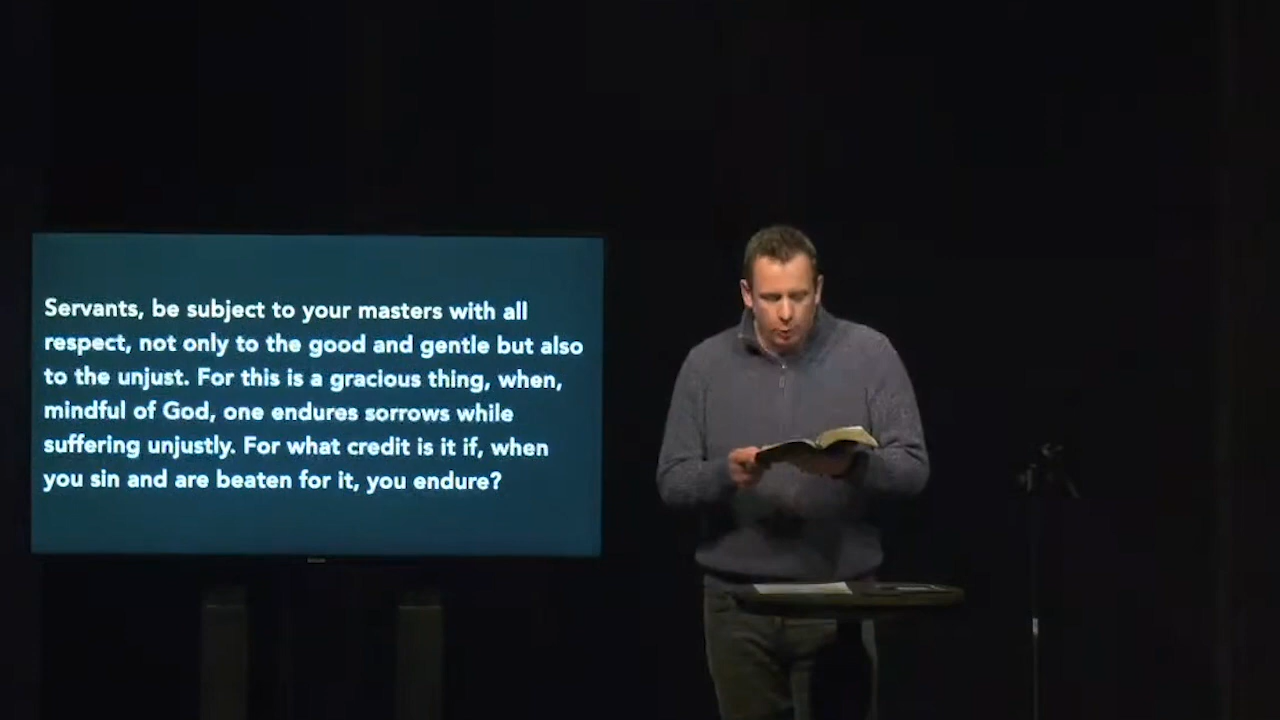 Servants, be subject to your masters with all
respect, not only to the good and gentle but also
to the unjust. For this is a gracious thing, when,
mindful of God, one endures sorrows while
suffering unjustly. For what credit is it if, when
you sin and are beaten for it, you endure?